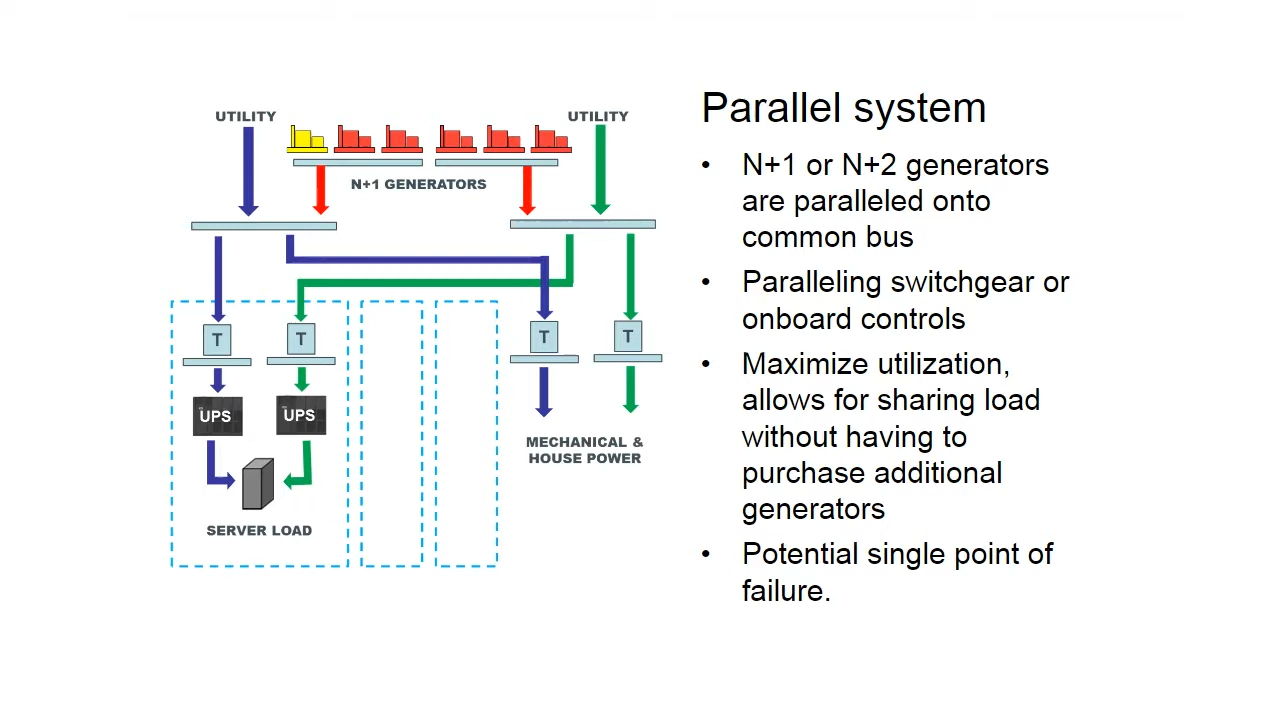 UTILITY
UTILITY
N+1 GENERATORS
T
T
T
T
UPS
UPS
MECHANICAL &
HOUSE POWER
SERVER LOAD
Parallel system
• N+1 or N+2 generators
are paralleled onto
common bus
• Paralleling switchgear or
onboard controls
• Maximize utilization,
allows for sharing load
without having to
purchase additional
generators
• Potential single point of
failure.